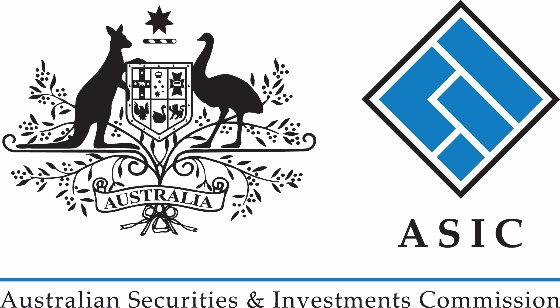 AUSTRALIA
ASIC
Australian Securities & Investments Commission